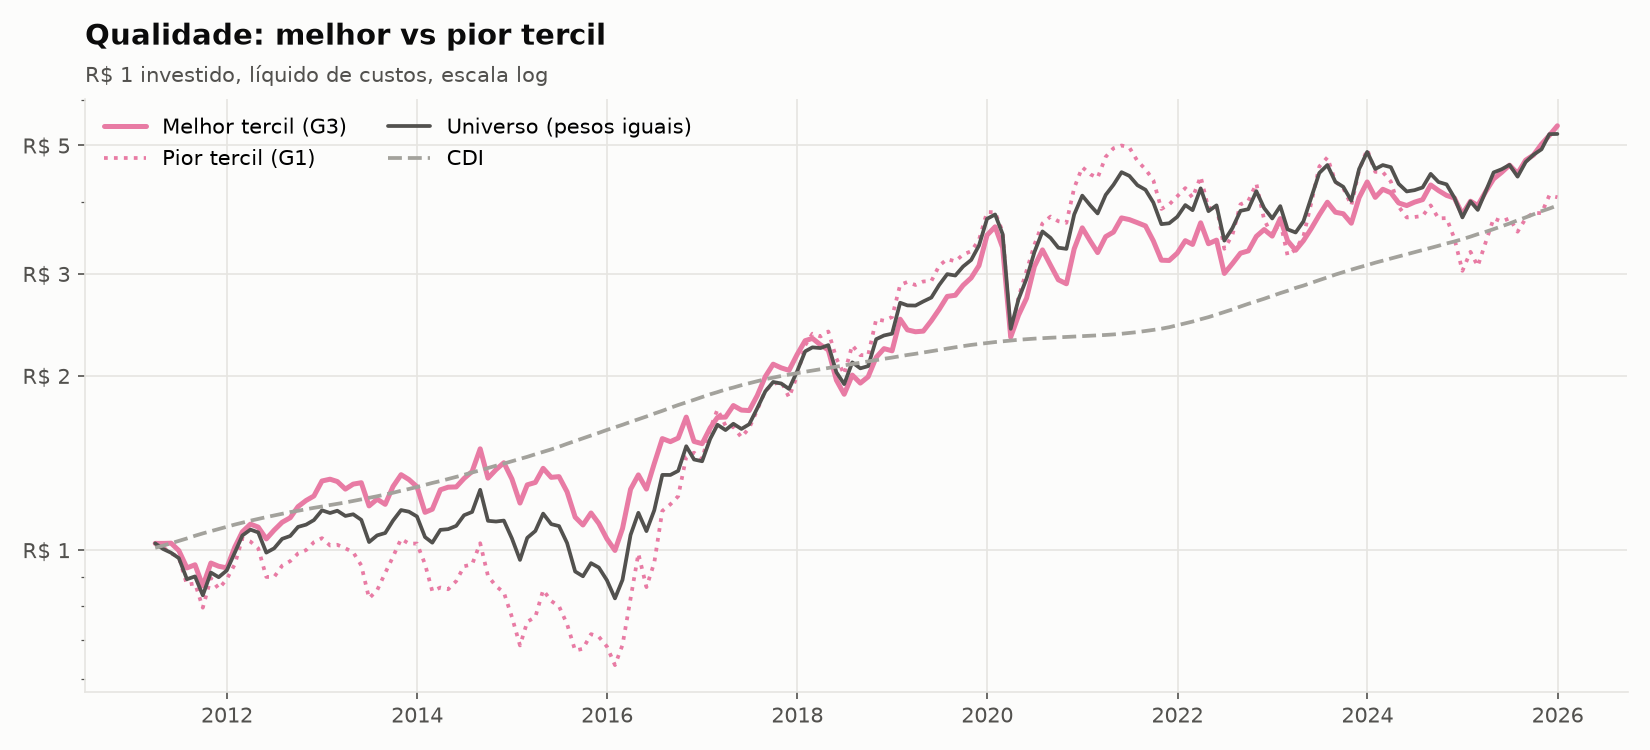 Qualidade: melhor vs pior tercil
R$ 1 investido, líquido de custos, escala log
Melhor tercil (G3)
Pior tercil (G1)
Universo (pesos iguais)
CDI
R$ 5
R$ 3
R$ 2
R$ 1
2012
2014
2016
2018
2020
2022
2024
2026